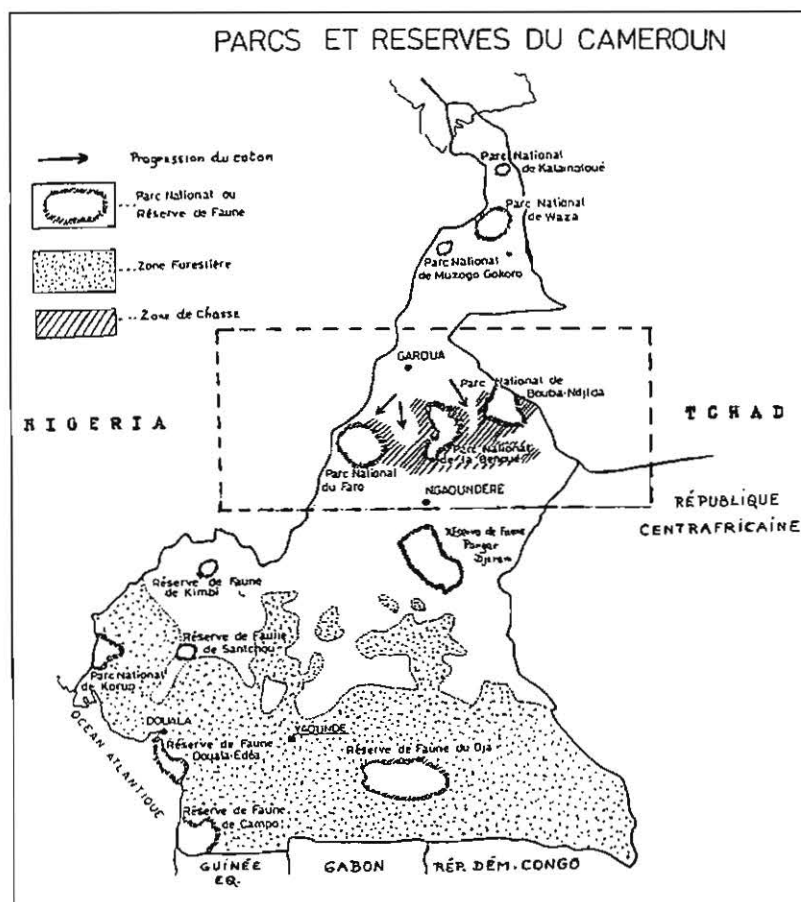 PARCS ET RESERVES DU CAMEROUN
Progression du coton
Parc National ou
Réserve de Faune
Zone Forestière
Zone de Chasse
Parc National
de Kalamaloué
Parc National
de Waza
Parc National
de Muzogo Gokoro
GAROUA
Parc National de
Bouba-Ndjida
NIGERIA
TCHAD
Parc National
de la Benoué
Parc National
du Faro
NGAOUNDERE
RÉPUBLIQUE
CENTRAFRICAINE
Réserve de Faune
Pangar
Djerem
Réserve de Faune
de Kimbi
Réserve de Faune
de Santchou
Parc National
de Korup
DOUALA
YAOUNDE
OCEAN ATLANTIQUE
Réserve de Faune
Douala-Edéa
Réserve de Faune du Djá
Réserve de Faune
de Campo
GUINÉE
EQ.
GABON
RÉP. DÉM. CONGO